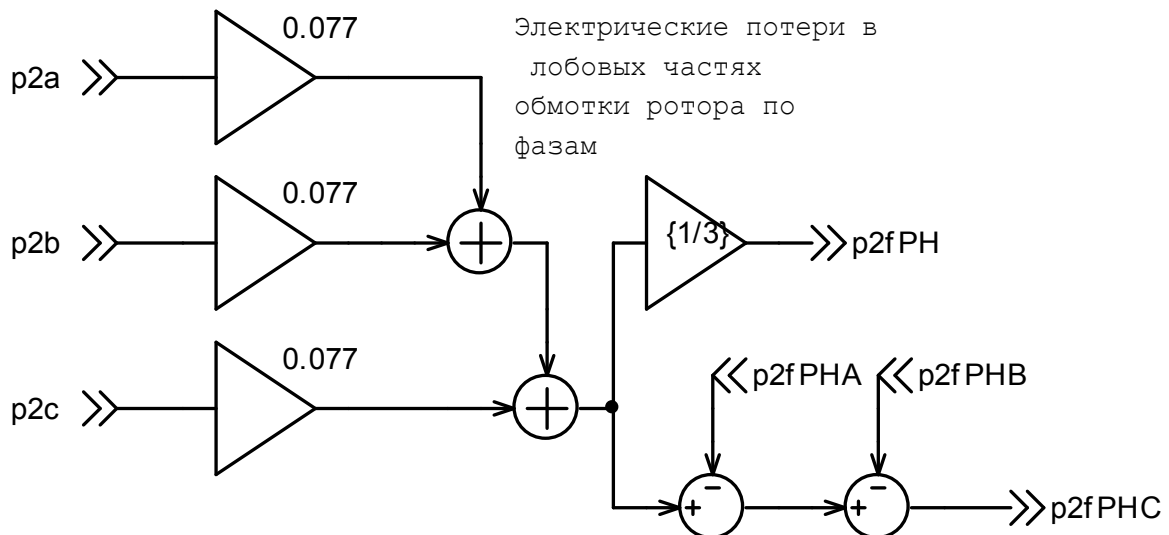 0.077
Электрические потери в
лобовых частях
обмотки ротора по
фазам
p2a
0.077
p2b
{1/3}
p2fPH
0.077
p2fPHA
p2fPHB
p2c
p2fPHC